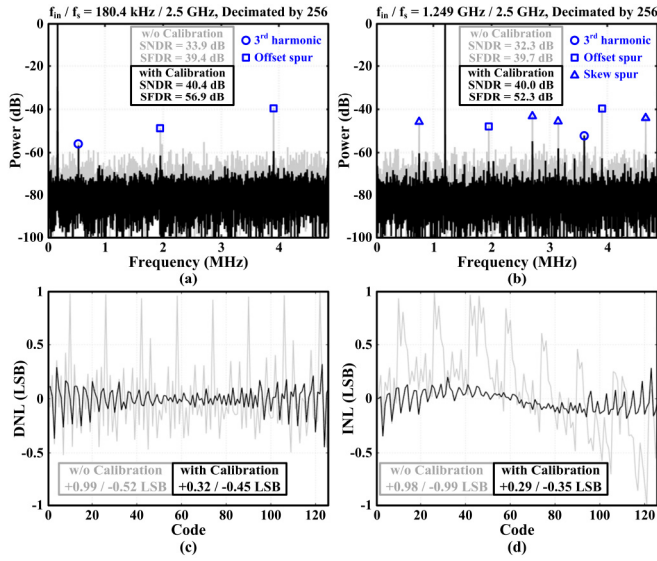 f_in / f_s = 180.4 kHz / 2.5 GHz, Decimated by 256
0
w/o Calibration
SNDR = 33.9 dB
SFDR = 39.4 dB
with Calibration
SNDR = 40.4 dB
SFDR = 56.9 dB
3rd harmonic
Offset spur
-20
-40
-60
-80
-100
Power (dB)
0 1 2 3 4
Frequency (MHz)
(a)
f_in / f_s = 1.249 GHz / 2.5 GHz, Decimated by 256
0
w/o Calibration
SNDR = 32.3 dB
SFDR = 39.7 dB
with Calibration
SNDR = 40.0 dB
SFDR = 52.3 dB
3rd harmonic
Offset spur
Skew spur
-20
-40
-60
-80
-100
Power (dB)
0 1 2 3 4
Frequency (MHz)
(b)
1
0.5
0
-0.5
-1
DNL (LSB)
w/o Calibration
+0.99 / -0.52 LSB
with Calibration
+0.32 / -0.45 LSB
0 20 40 60 80 100 120
Code
(c)
1
0.5
0
-0.5
-1
INL (LSB)
w/o Calibration
+0.98 / -0.99 LSB
with Calibration
+0.29 / -0.35 LSB
0 20 40 60 80 100 120
Code
(d)